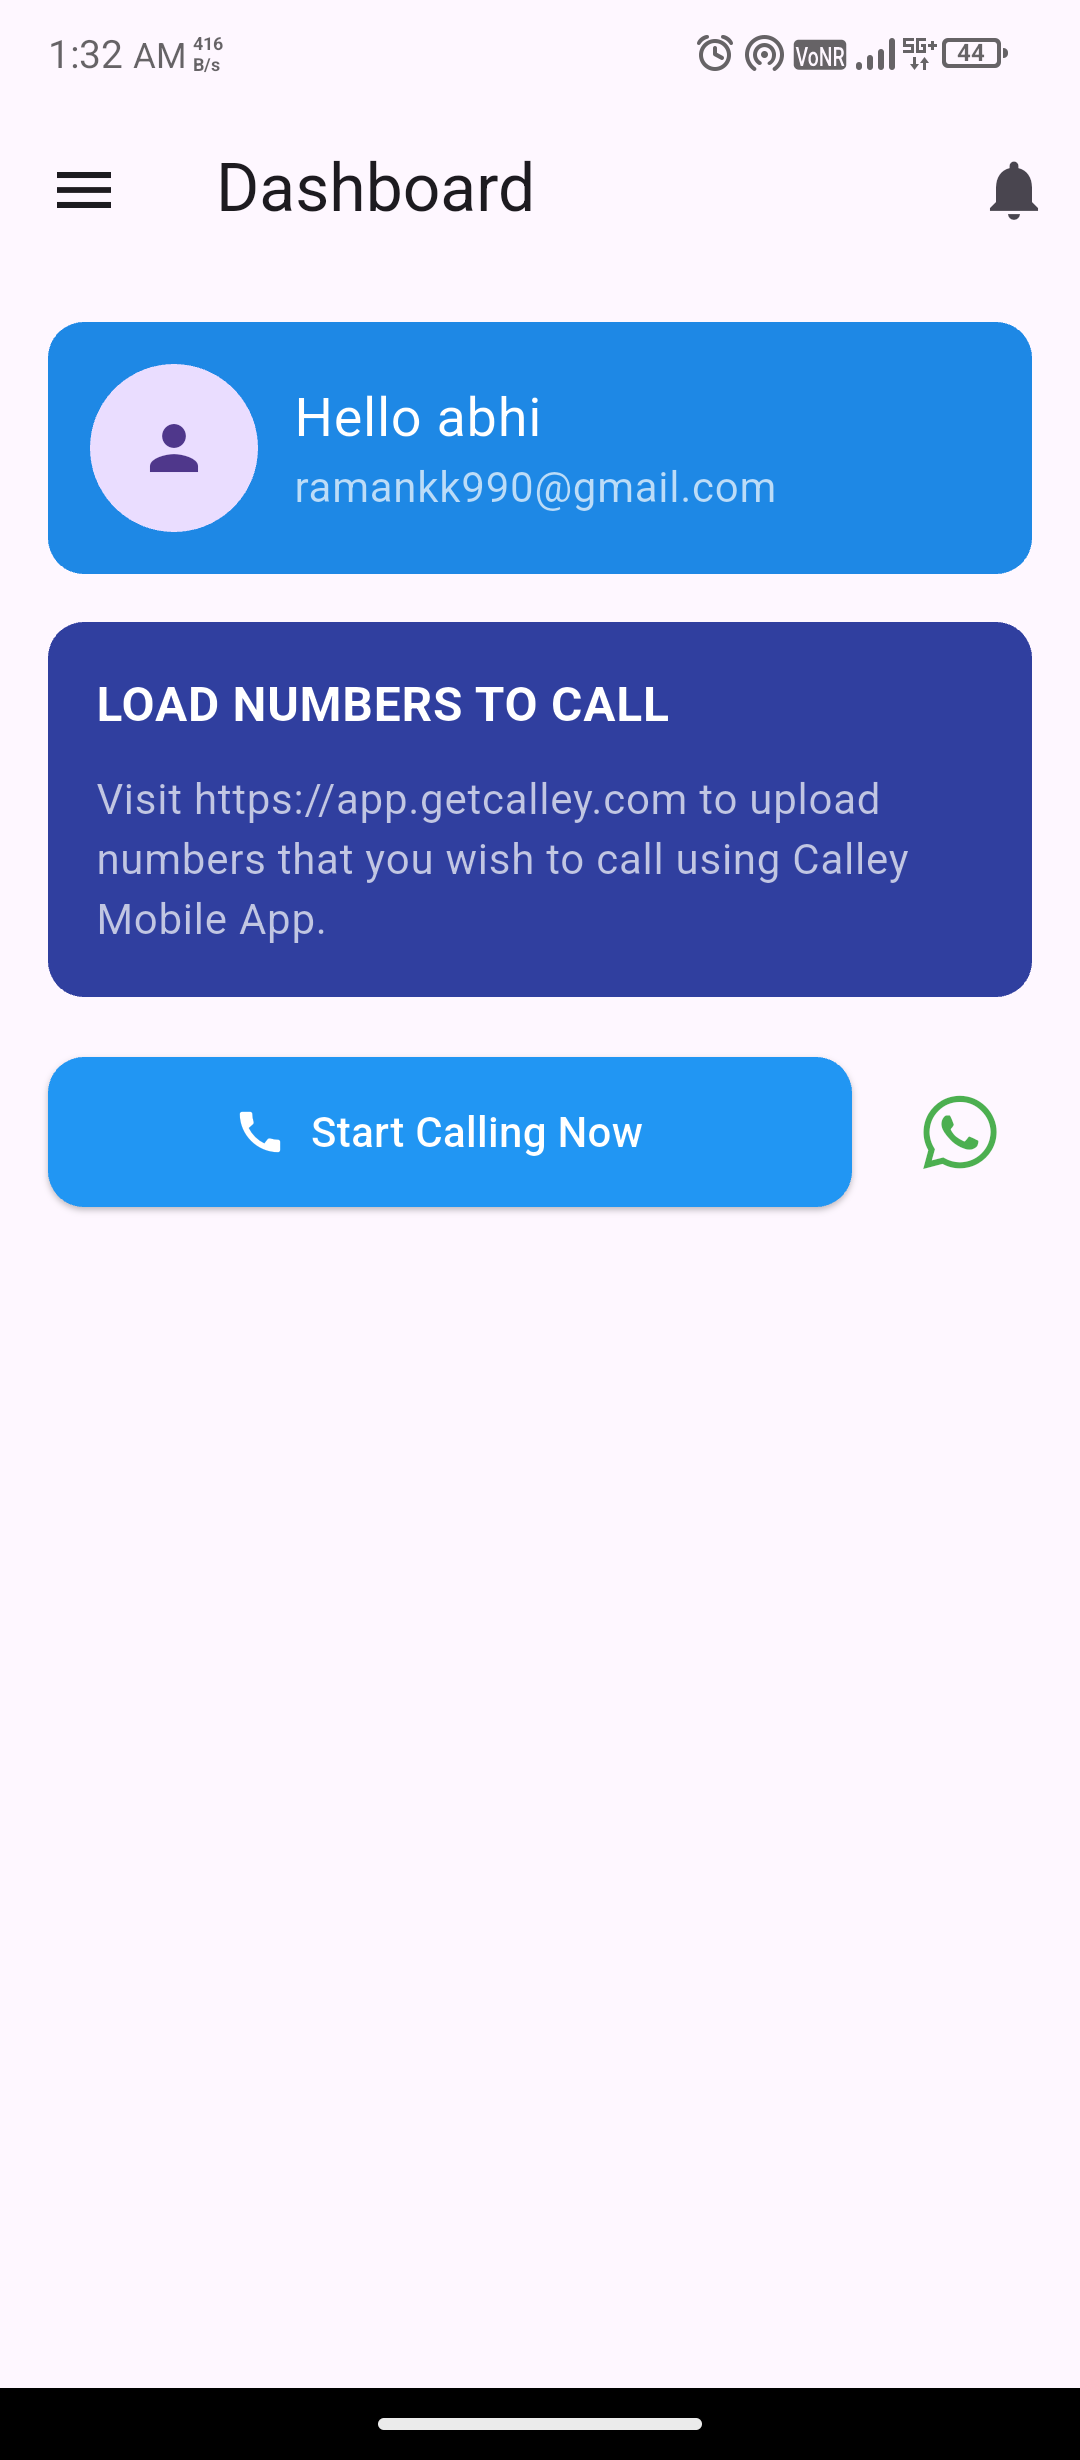 1:32 AM 416 B/s VoNR 5G+ 44
Dashboard
Hello abhi
ramankk990@gmail.com
LOAD NUMBERS TO CALL
Visit https://app.getcalley.com to upload
numbers that you wish to call using Calley
Mobile App.
Start Calling Now